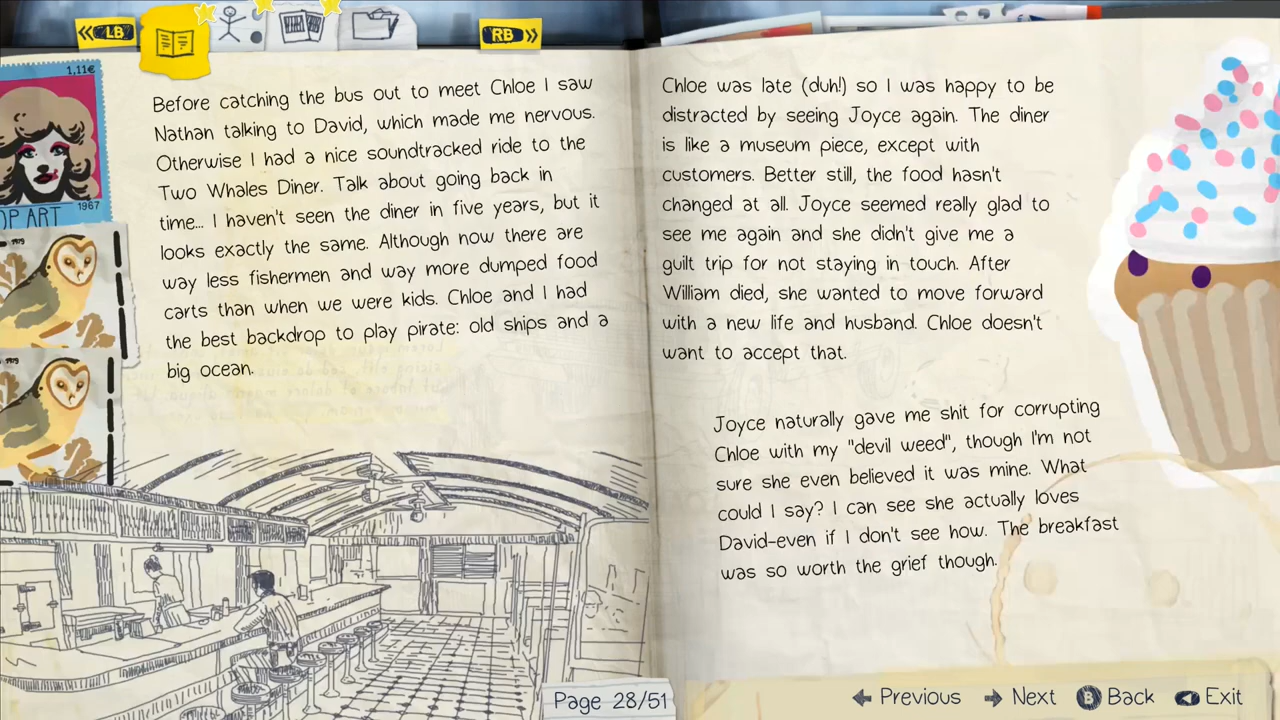 LB
RB
1,11€
OP ART
1967
Before catching the bus out to meet Chloe I saw
Nathan talking to David, which made me nervous.
Otherwise I had a nice soundtracked ride to the
Two Whales Diner. Talk about going back in
time... I haven't seen the diner in five years, but it
looks exactly the same. Although now there are
way less fishermen and way more dumped food
carts than when we were kids. Chloe and I had
the best backdrop to play pirate: old ships and a
big ocean.
Chloe was late (duh!) so I was happy to be
distracted by seeing Joyce again. The diner
is like a museum piece, except with
customers. Better still, the food hasn't
changed at all. Joyce seemed really glad to
see me again and she didn't give me a
guilt trip for not staying in touch. After
William died, she wanted to move forward
with a new life and husband. Chloe doesn't
want to accept that.
Joyce naturally gave me shit for corrupting
Chloe with my "devil weed", though I'm not
sure she even believed it was mine. What
could I say? I can see she actually loves
David-even if I don't see how. The breakfast
was so worth the grief though.
Page 28/51
Previous
Next
B Back
Exit